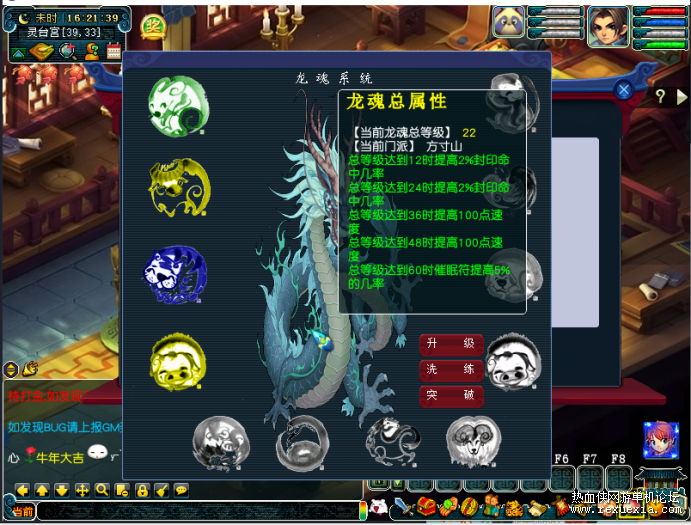 未时 16:21:39
灵台宫[39,33]
奖
龙魂系统
龙魂总属性
【当前龙魂总等级】 22
【当前门派】 方寸山
总等级达到12时提高2%封印命
中几率
总等级达到24时提高2%封印命
中几率
总等级达到36时提高100点速
度
总等级达到48时提高100点速
度
总等级达到60时催眠符提高5%
的几率
升 级
洗 练
突 破
如发现BUG请上报GM
心 牛年大吉
F6 F7 F8
当前
热血侠网游单机论坛
www.rexuexia.com